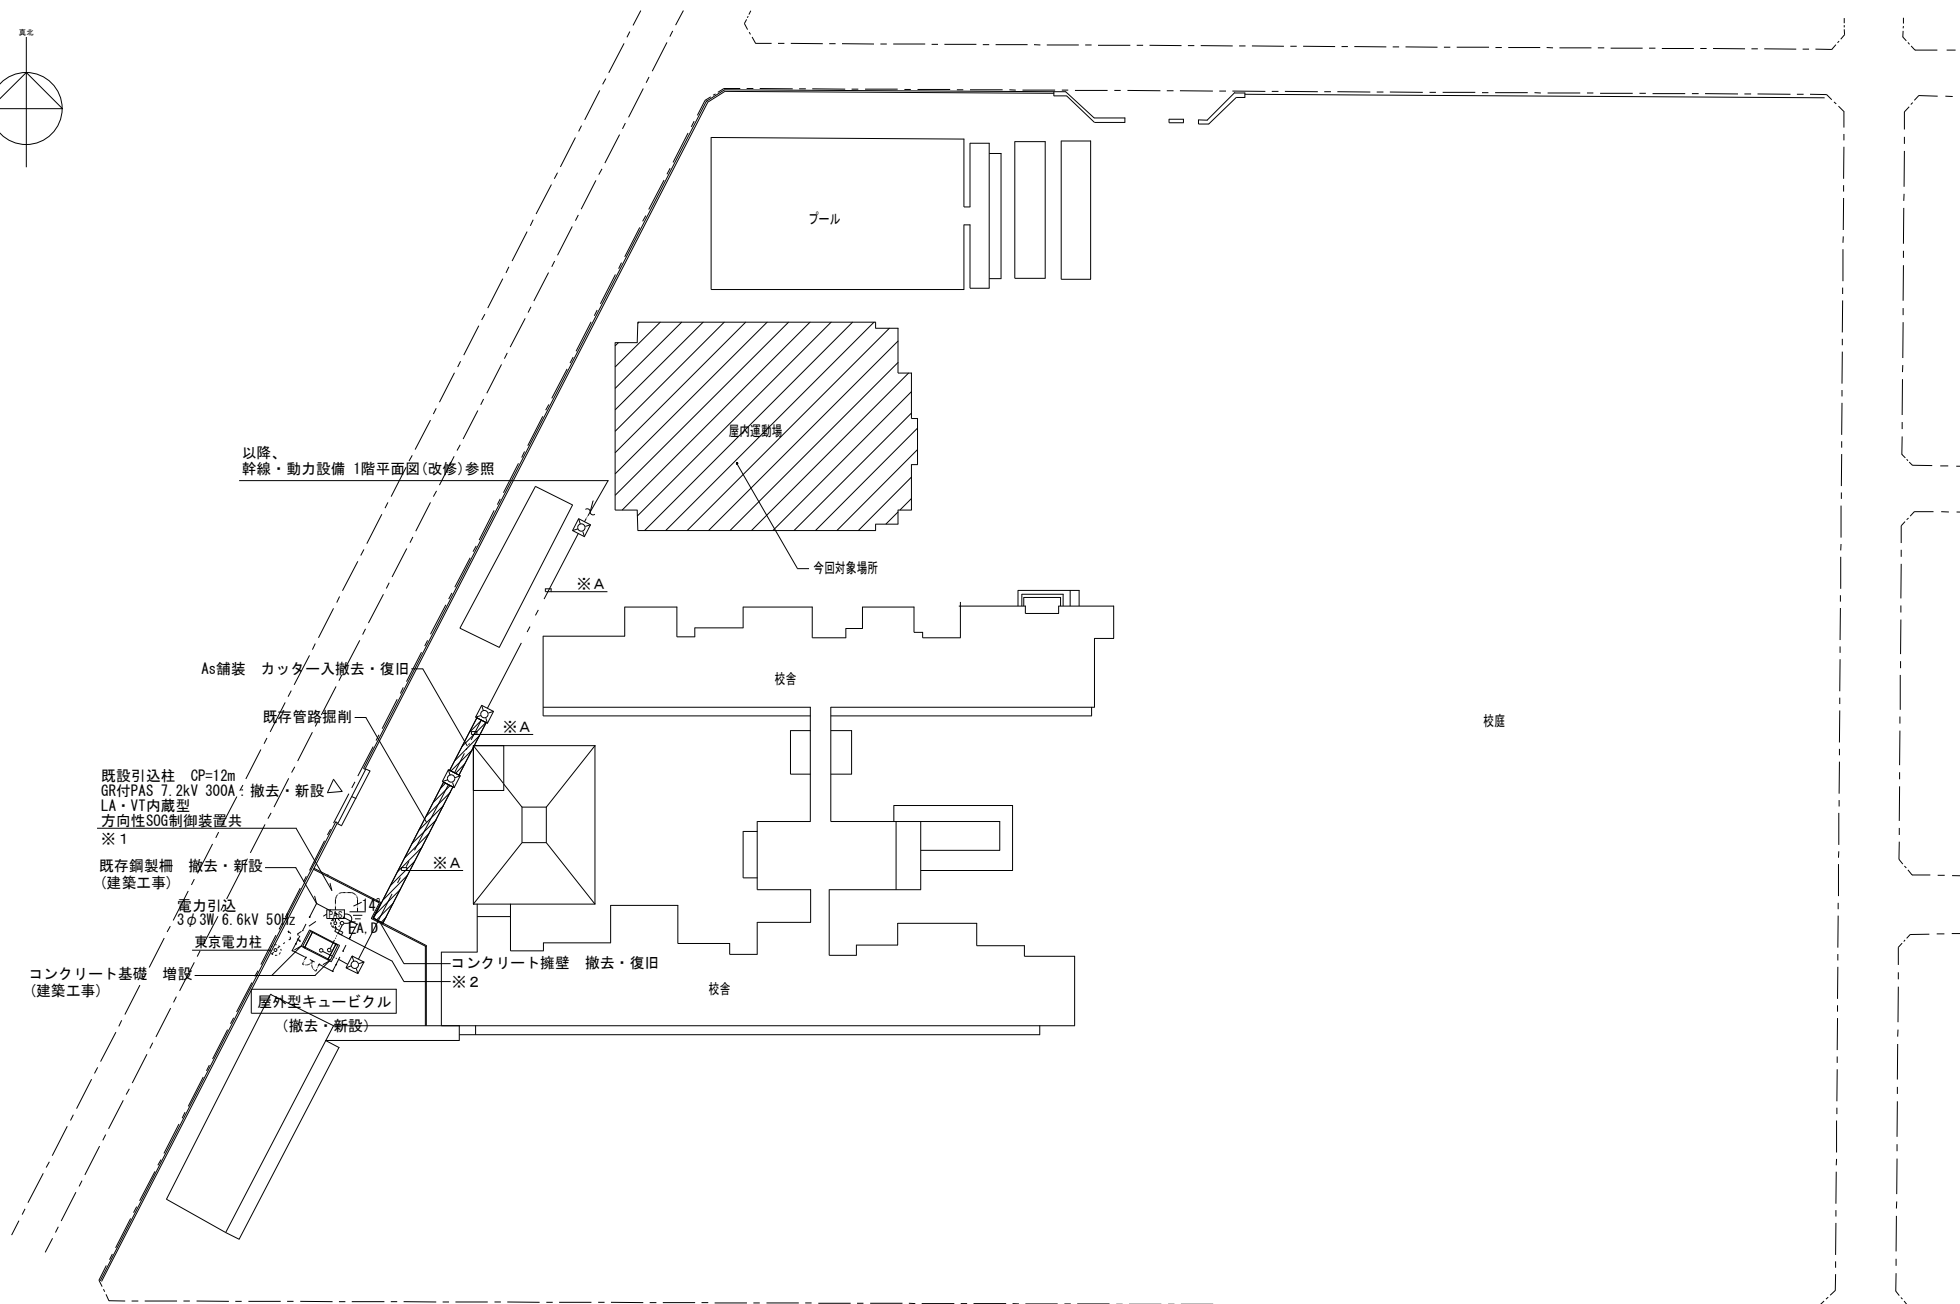 真北
プール
以降、
幹線・動力設備 1階平面図(改修)参照
屋内運動場
今回対象場所
※A
As舗装 カッター入撤去・復旧
校舎
既存管路掘削
※A
校庭
既設引込柱 CP=12m
GR付PAS 7.2kV 300A：撤去・新設
LA・VT内蔵型
方向性SOG制御装置共
※1
※A
既存鋼製柵 撤去・新設
(建築工事)
電力引込
3φ3W 6.6kV 50Hz
14
PAS
EA,D
東京電力柱
コンクリート擁壁 撤去・復旧
※2
コンクリート基礎 増設
(建築工事)
校舎
屋外型キュービクル
(撤去・新設)